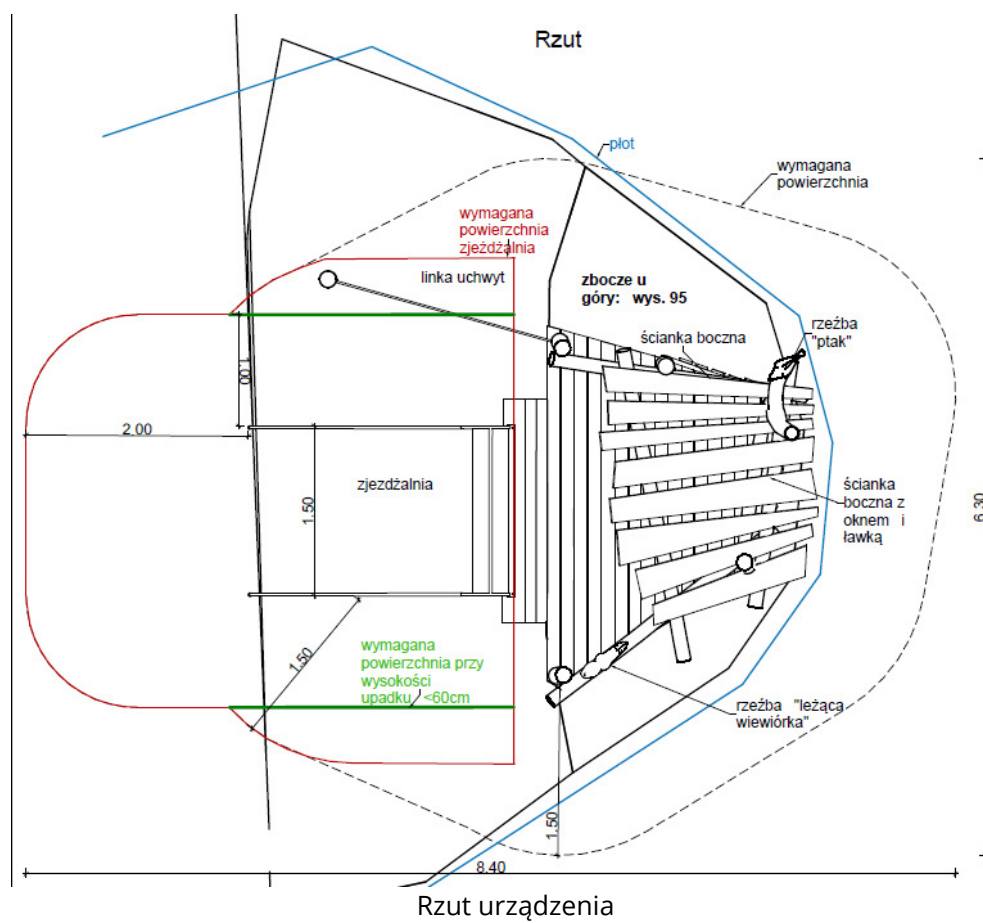 Rzut
płot
wymagana
powierzchnia
wymagana
powierzchnia
zjeżdżalnia
linka uchwyt
zbocze u
góry: wys. 95
ścianka boczna
rzeźba
"ptak"
1.00
2.00
zjezdżalnia
1.50
ścianka
boczna z
oknem i
ławką
6.30
1.50
wymagana
powierzchnia przy
wysokości
upadku <60cm
rzeźba "leżąca
wiewiórka"
1.50
8.40
Rzut urządzenia